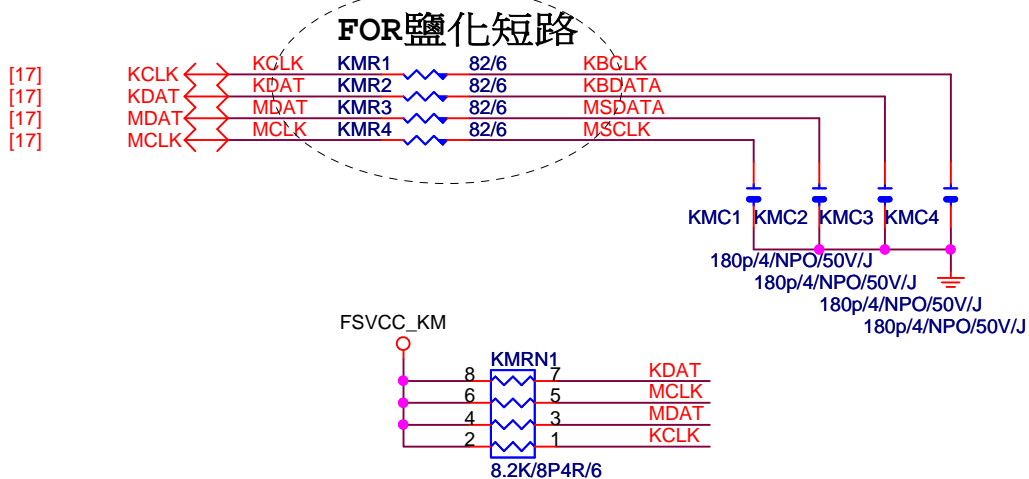 FOR鹽化短路
[17] KCLK KCLK KMR1 82/6 KBCLK
[17] KDAT KDAT KMR2 82/6 KBDATA
[17] MDAT MDAT KMR3 82/6 MSDATA
[17] MCLK MCLK KMR4 82/6 MSCLK
KMC1 KMC2 KMC3 KMC4
180p/4/NPO/50V/J
180p/4/NPO/50V/J
180p/4/NPO/50V/J
180p/4/NPO/50V/J
FSVCC_KM
KMRN1
8 7 KDAT
6 5 MCLK
4 3 MDAT
2 1 KCLK
8.2K/8P4R/6